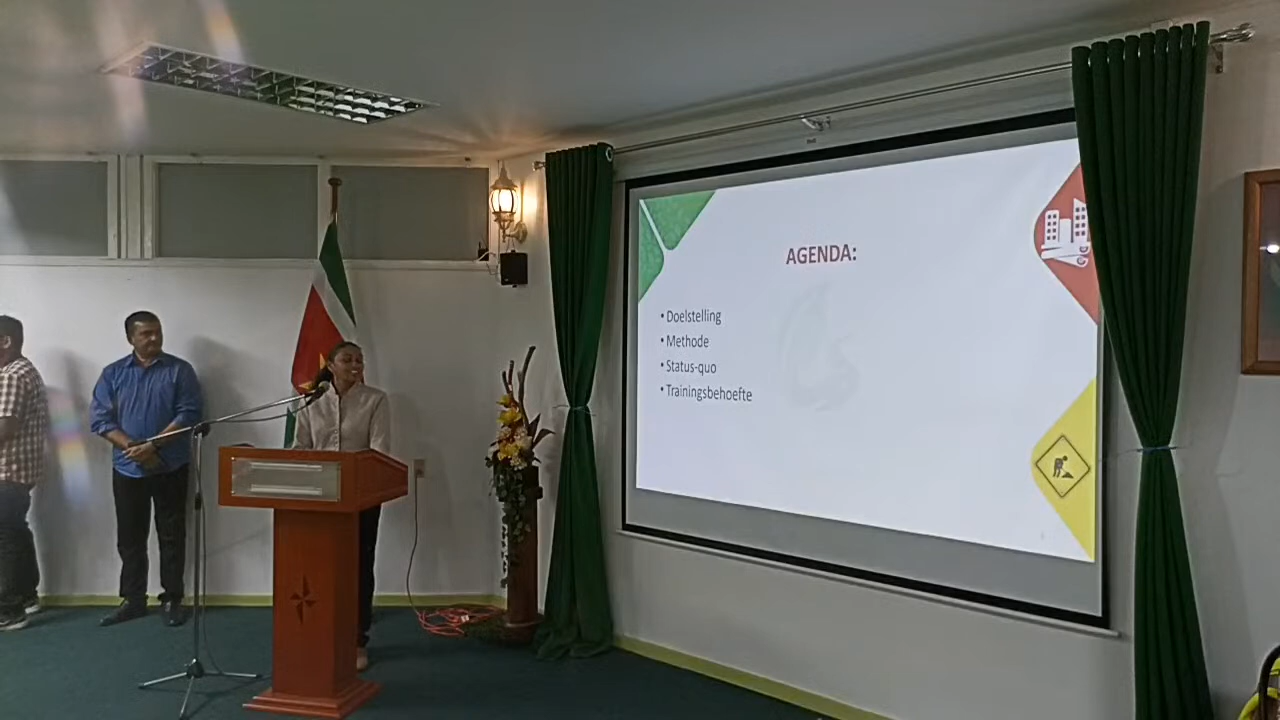 AGENDA:
• Doelstelling
• Methode
• Status-quo
• Trainingsbehoefte